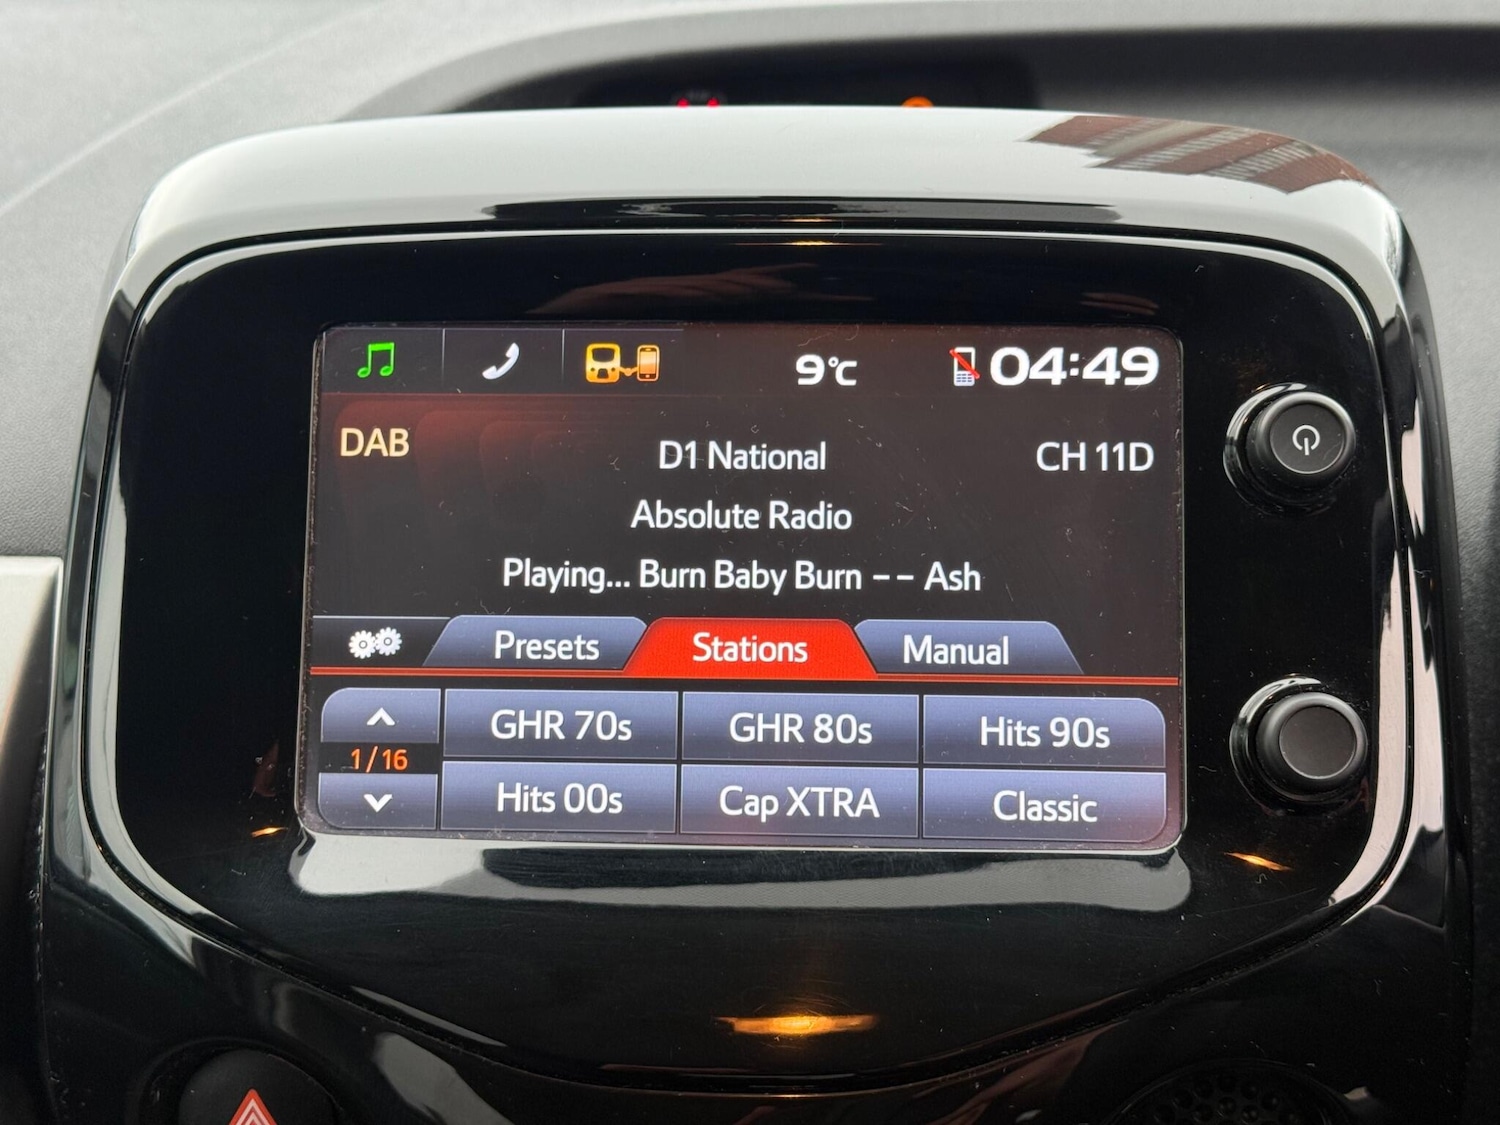 9°C 04:49
DAB D1 National CH 11D
Absolute Radio
Playing... Burn Baby Burn -- Ash
Presets Stations Manual
GHR 70s GHR 80s Hits 90s
1/16
Hits 00s Cap XTRA Classic